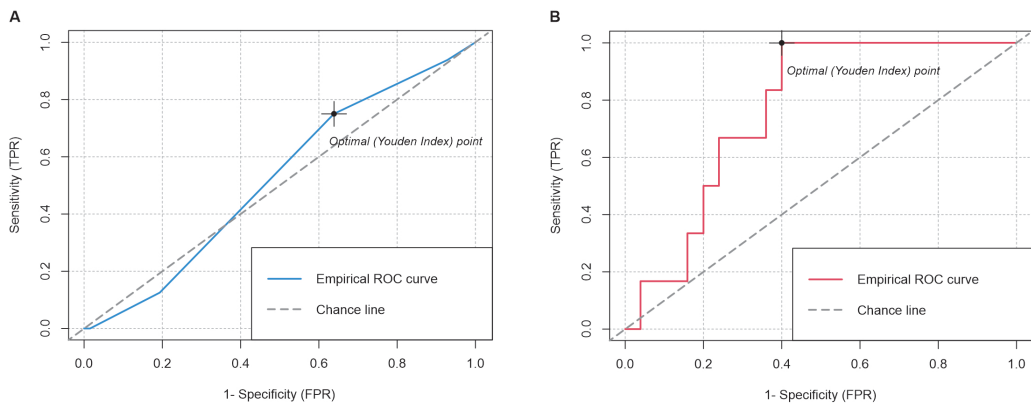 A
Sensitivity (TPR)
1.0
0.8
0.6
0.4
0.2
0.0
Optimal (Youden Index) point
Empirical ROC curve
Chance line
0.0 0.2 0.4 0.6 0.8 1.0
1- Specificity (FPR)
B
Sensitivity (TPR)
1.0
0.8
0.6
0.4
0.2
0.0
Optimal (Youden Index) point
Empirical ROC curve
Chance line
0.0 0.2 0.4 0.6 0.8 1.0
1- Specificity (FPR)